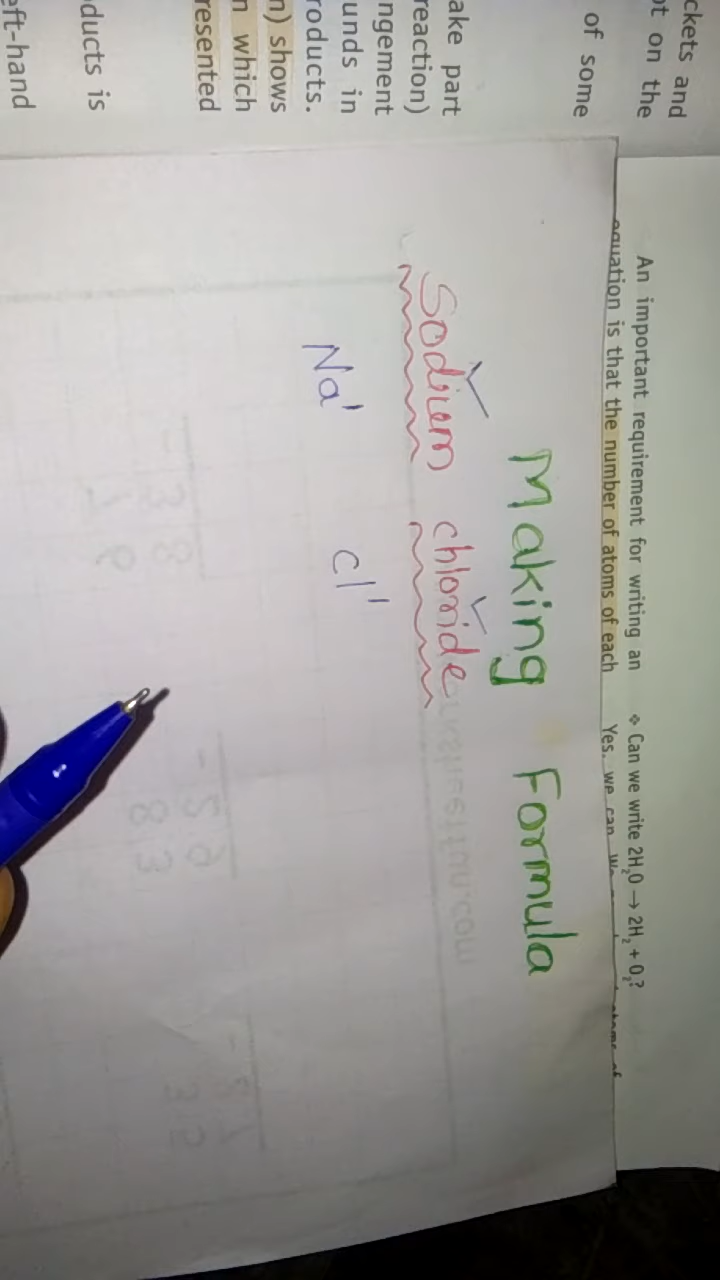 ckets and
ot on the
of some
ake part
reaction)
ngement
unds in
roducts.
n) shows
n which
resented
ducts is
eft-hand
An important requirement for writing an
equation is that the number of atoms of each
❖ Can we write 2H₂O → 2H₂ + O₂?
Yes, we can
Making Formula
Sodium chloride
Na¹ Cl¹